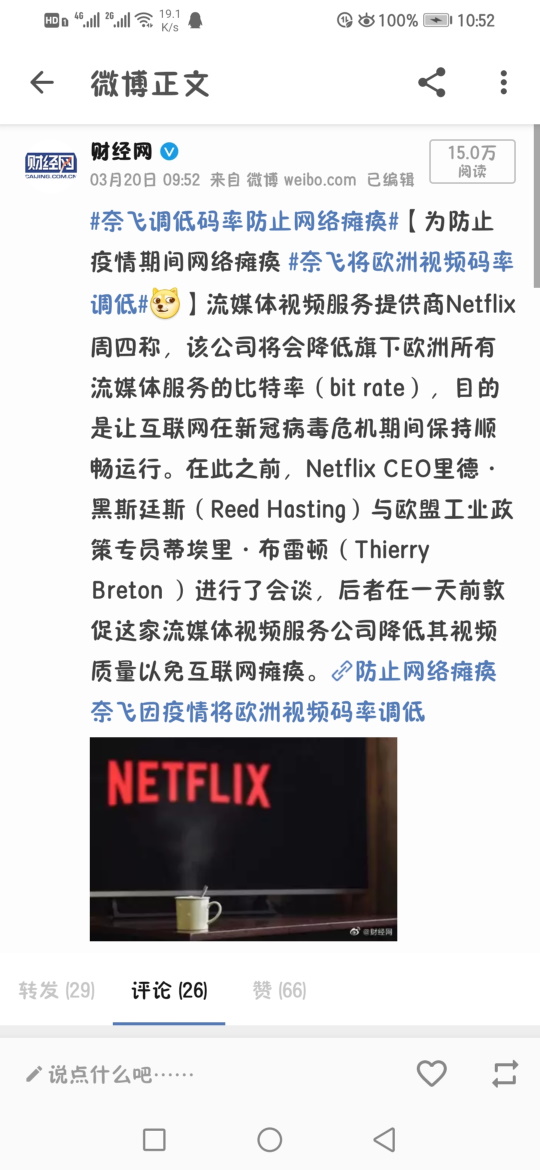 HD 4G 2G 19.1 K/s 100% 10:52
微博正文
财经网
CAIJING.COM.CN
财经网
15.0万
阅读
03月20日 09:52 来自 微博 weibo.com 已编辑
#奈飞调低码率防止网络瘫痪#【为防止
疫情期间网络瘫痪 #奈飞将欧洲视频码率
调低#】流媒体视频服务提供商Netflix
周四称，该公司将会降低旗下欧洲所有
流媒体服务的比特率（bit rate），目的
是让互联网在新冠病毒危机期间保持顺
畅运行。在此之前，Netflix CEO里德·
黑斯廷斯（Reed Hasting）与欧盟工业政
策专员蒂埃里·布雷顿（Thierry
Breton ）进行了会谈，后者在一天前敦
促这家流媒体视频服务公司降低其视频
质量以免互联网瘫痪。防止网络瘫痪
奈飞因疫情将欧洲视频码率调低
NETFLIX
@财经网
转发 (29) 评论 (26) 赞 (66)
说点什么吧……